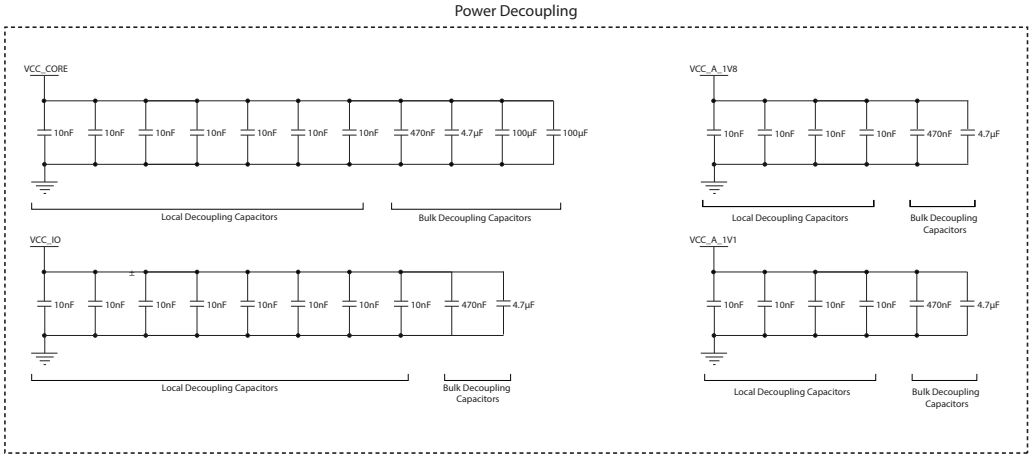 Power Decoupling
VCC_CORE
10nF 10nF 10nF 10nF 10nF 10nF 10nF 470nF 4.7µF 100µF 100µF
Local Decoupling Capacitors
Bulk Decoupling Capacitors
VCC_A_1V8
10nF 10nF 10nF 10nF 470nF 4.7µF
Local Decoupling Capacitors
Bulk Decoupling
Capacitors
VCC_IO
±
10nF 10nF 10nF 10nF 10nF 10nF 10nF 10nF 470nF 4.7µF
Local Decoupling Capacitors
Bulk Decoupling
Capacitors
VCC_A_1V1
10nF 10nF 10nF 10nF 470nF 4.7µF
Local Decoupling Capacitors
Bulk Decoupling
Capacitors